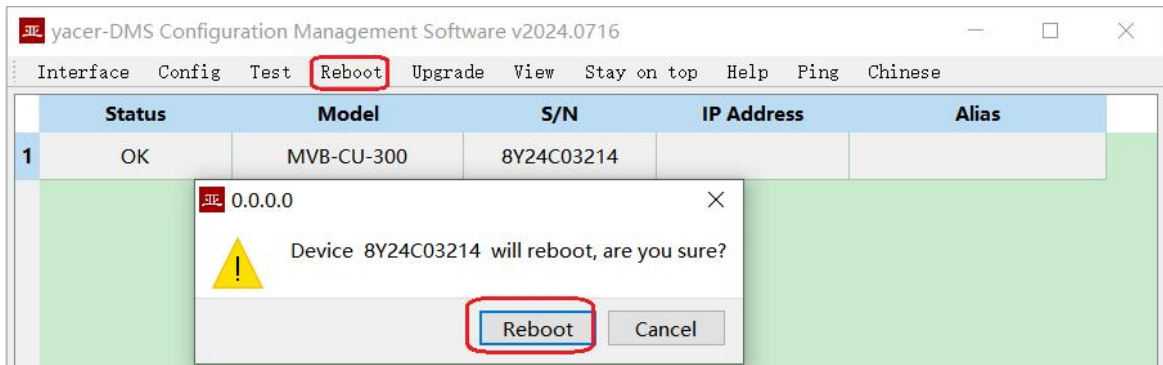 亚 yacer-DMS Configuration Management Software v2024.0716
Interface Config Test Reboot Upgrade View Stay on top Help Ping Chinese
Status Model S/N IP Address Alias
1 OK MVB-CU-300 8Y24C03214
亚 0.0.0.0
Device 8Y24C03214 will reboot, are you sure?
Reboot Cancel